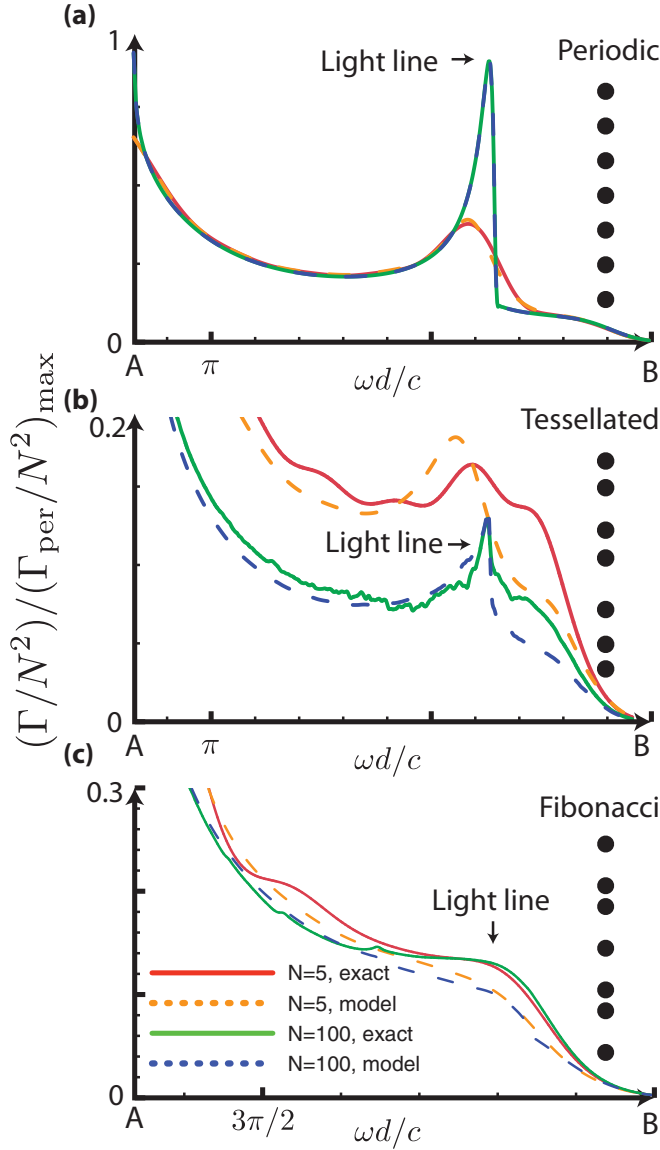 (a)
1
Light line
Periodic
0
A
π
ωd/c
B
(Γ/N²)/(Γper/N²)max
(b)
0.2
Tessellated
Light line
0
A
π
ωd/c
B
(c)
0.3
Fibonacci
Light line
N=5, exact
N=5, model
N=100, exact
N=100, model
0
A
3π/2
ωd/c
B